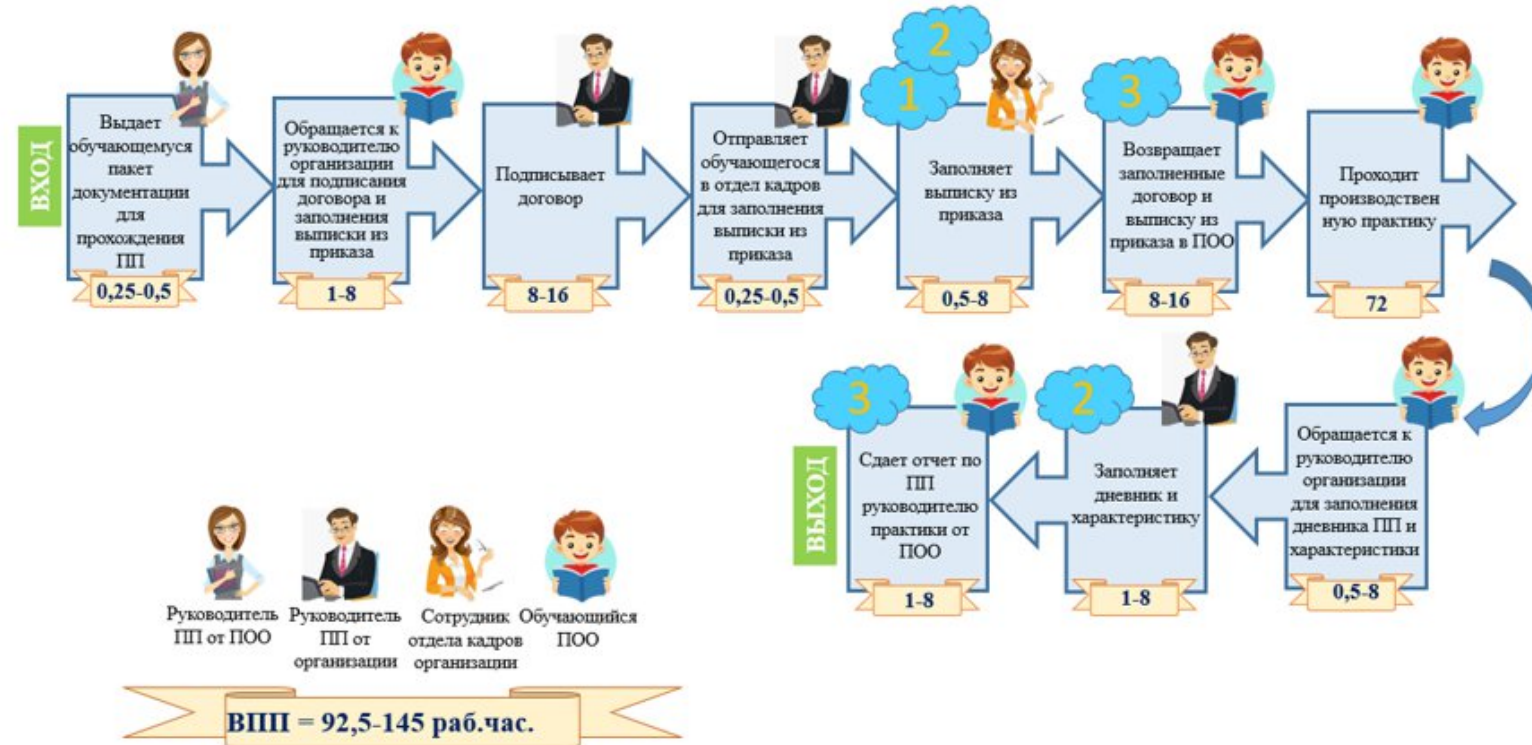 ВХОД
Выдает
обучающемуся
пакет
документации
для
прохождения
ПП
0,25-0,5
Обращается к
руководителю
организации
для подписания
договора и
заполнения
выписки из
приказа
1-8
Подписывает
договор
8-16
Отправляет
обучающегося
в отдел кадров
для заполнения
выписки из
приказа
0,25-0,5
1
2
Заполняет
выписку из
приказа
0,5-8
3
Возвращает
заполненные
договор и
выписку из
приказа в ПОО
8-16
Проходит
производствен
ную практику
72
Обращается к
руководителю
организации
для заполнения
дневника ПП и
характеристики
0,5-8
2
Заполняет
дневник и
характеристику
1-8
3
Сдает отчет по
ПП
руководителю
практики от
ПОО
1-8
ВЫХОД
Руководитель
ПП от ПОО
Руководитель
ПП от
организации
Сотрудник
отдела кадров
организации
Обучающийся
ПОО
ВПП = 92,5-145 раб.час.